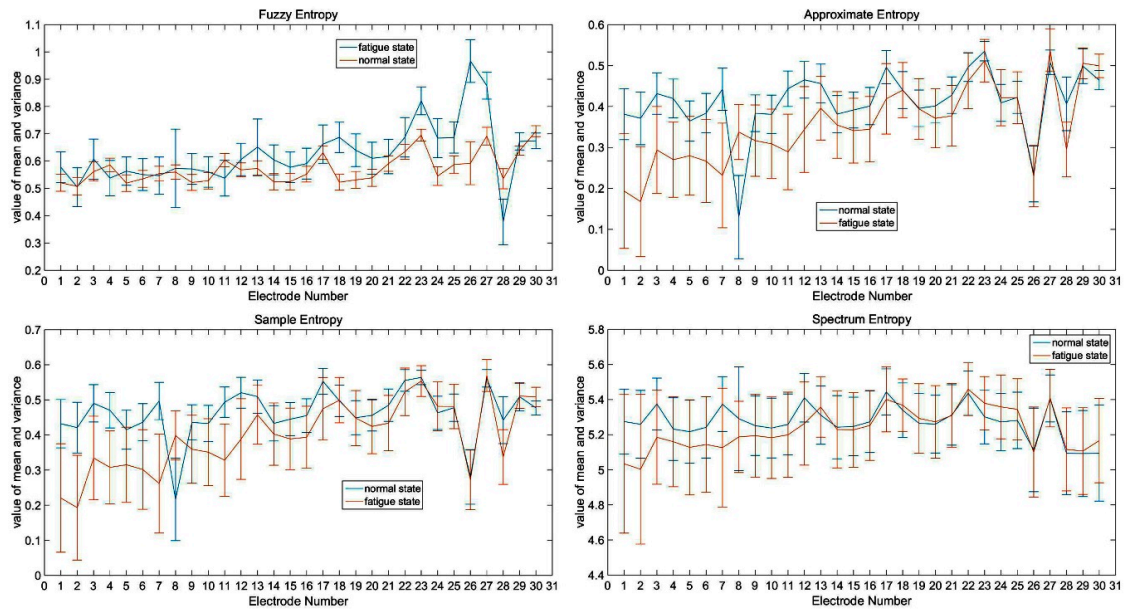 Fuzzy Entropy
value of mean and variance
1.1
1
0.9
0.8
0.7
0.6
0.5
0.4
0.3
0.2
fatigue state
normal state
0 1 2 3 4 5 6 7 8 9 10 11 12 13 14 15 16 17 18 19 20 21 22 23 24 25 26 27 28 29 30 31
Electrode Number
Approximate Entropy
value of mean and variance
0.6
0.5
0.4
0.3
0.2
0.1
0
normal state
fatigue state
0 1 2 3 4 5 6 7 8 9 10 11 12 13 14 15 16 17 18 19 20 21 22 23 24 25 26 27 28 29 30 31
Electrode Number
Sample Entropy
value of mean and variance
0.7
0.6
0.5
0.4
0.3
0.2
0.1
0
normal state
fatigue state
0 1 2 3 4 5 6 7 8 9 10 11 12 13 14 15 16 17 18 19 20 21 22 23 24 25 26 27 28 29 30 31
Electrode Number
Spectrum Entropy
value of mean and variance
5.8
5.6
5.4
5.2
5
4.8
4.6
4.4
normal state
fatigue state
0 1 2 3 4 5 6 7 8 9 10 11 12 13 14 15 16 17 18 19 20 21 22 23 24 25 26 27 28 29 30 31
Electrode Number